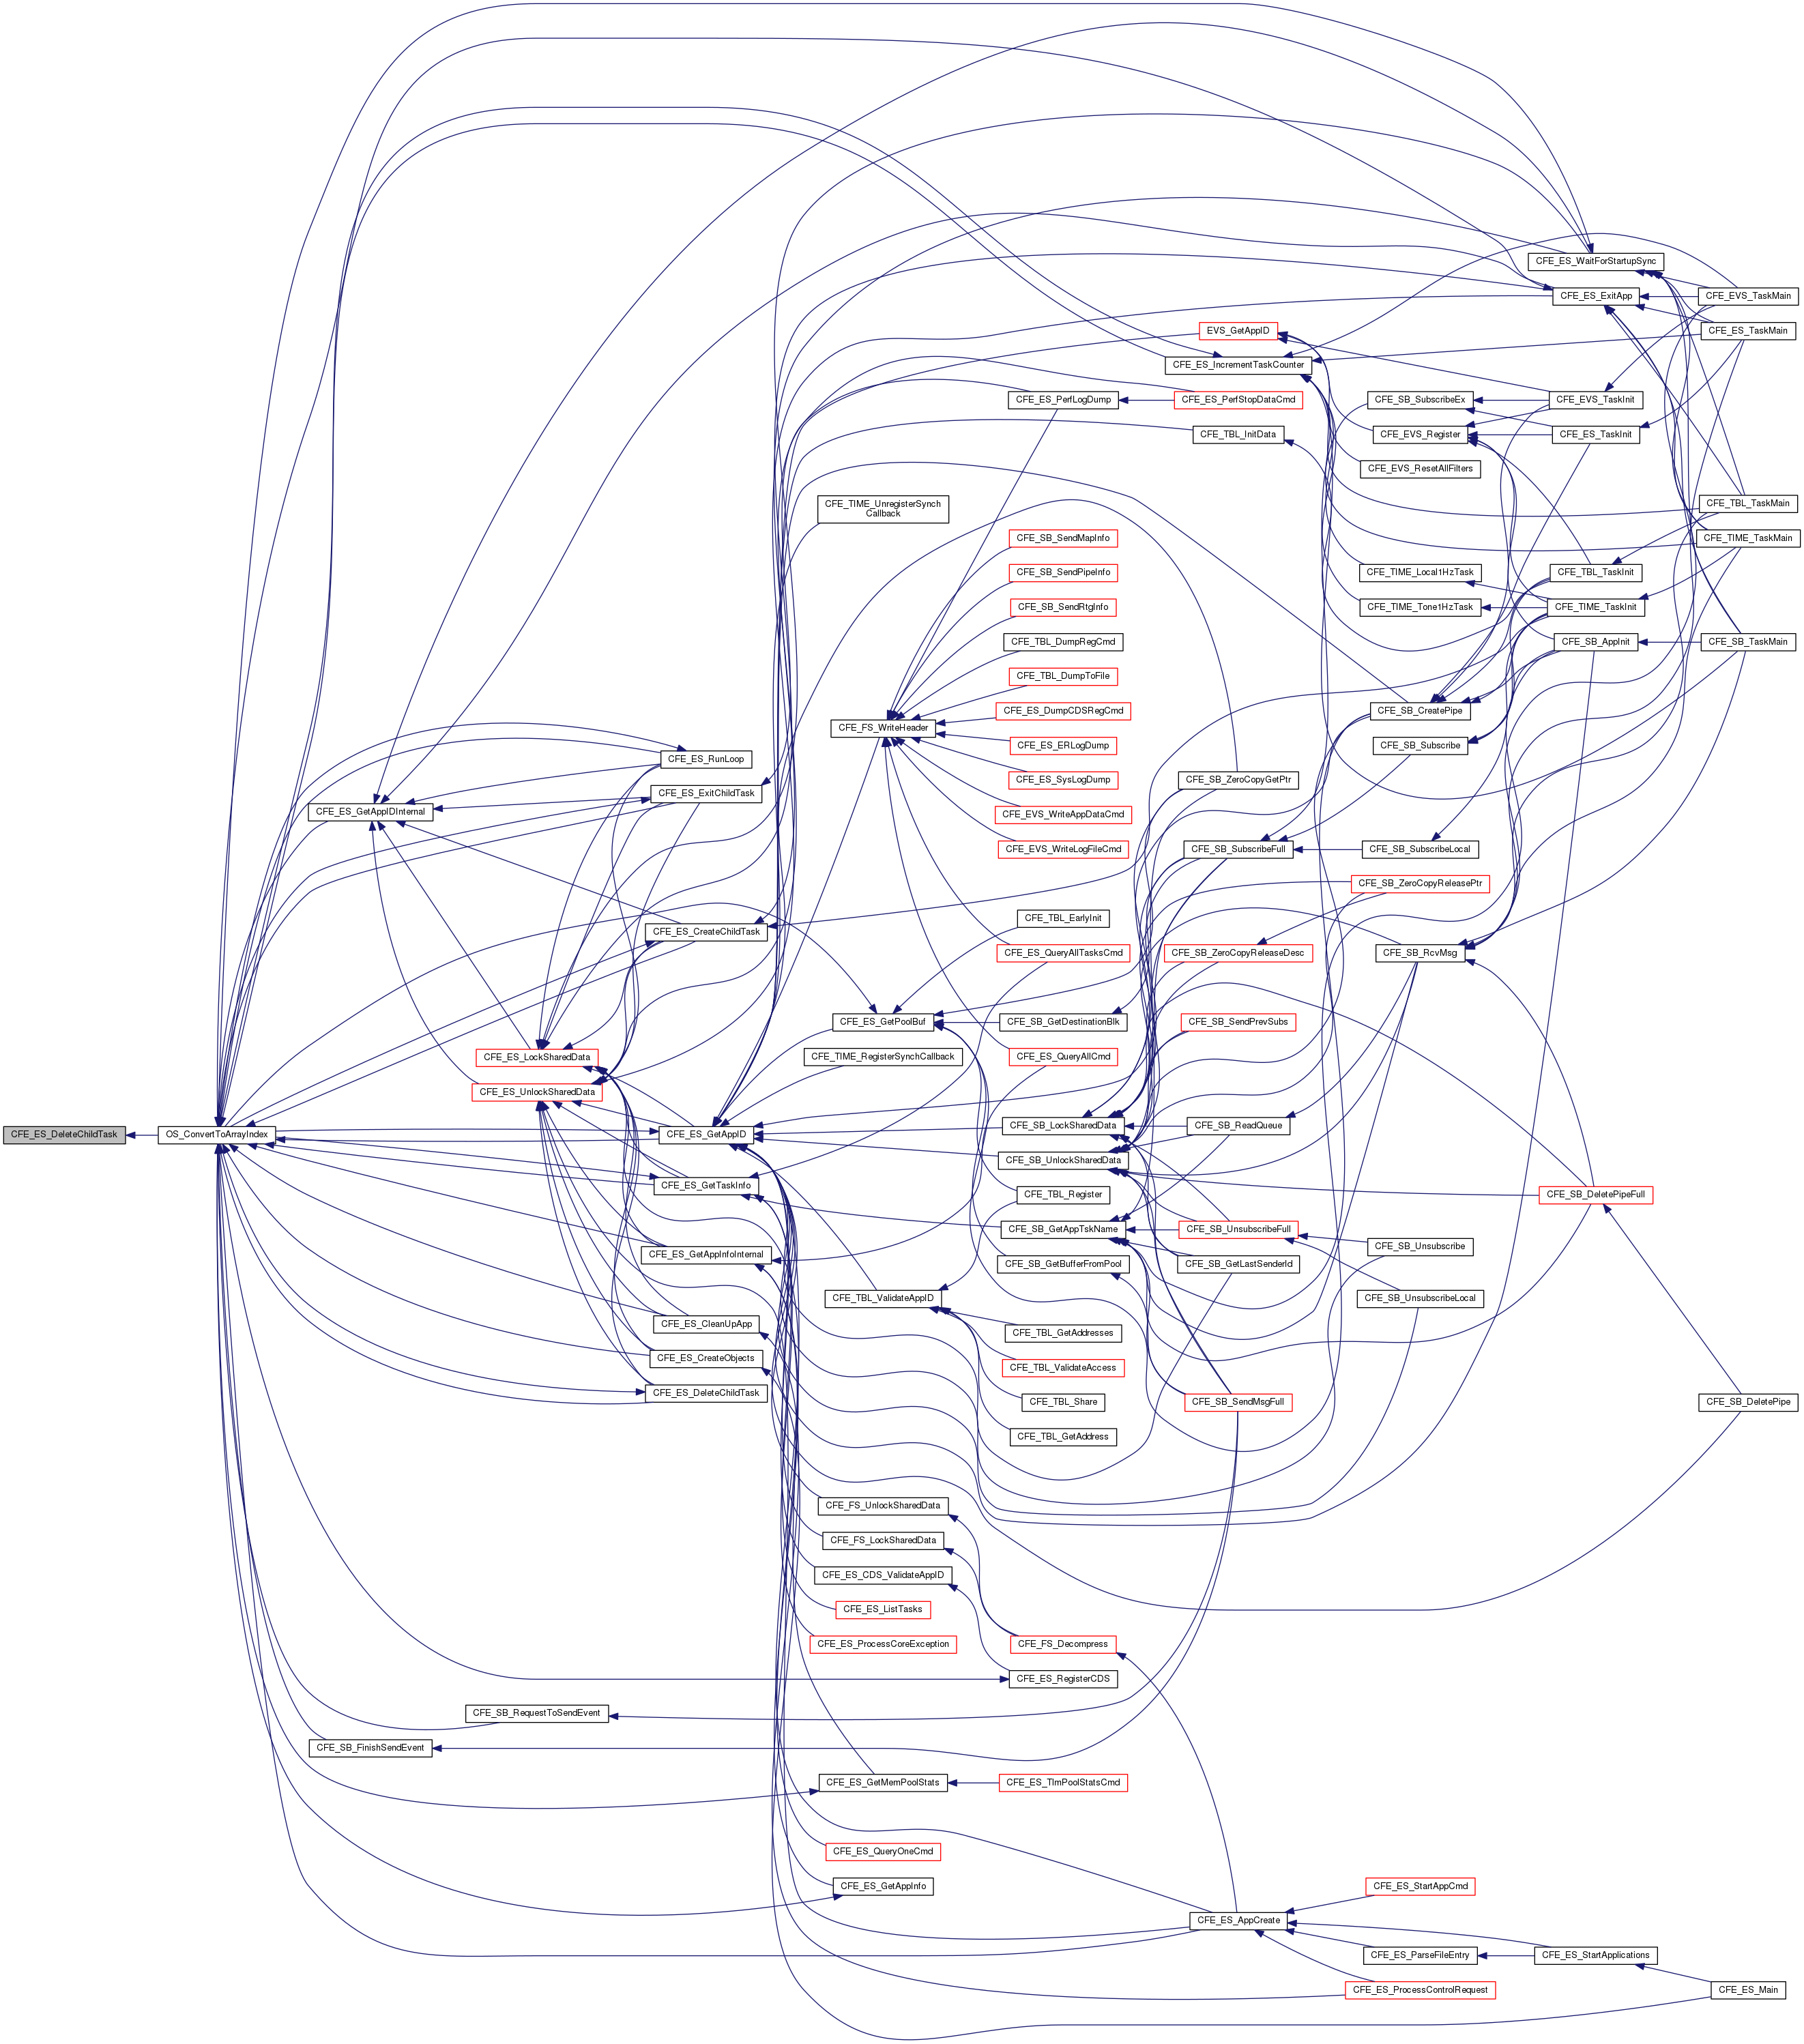 CFE_ES_WaitForStartupSync
CFE_ES_ExitApp
CFE_EVS_TaskMain
EVS_GetAppID
CFE_ES_TaskMain
CFE_ES_IncrementTaskCounter
CFE_ES_PerfLogDump
CFE_ES_PerfStopDataCmd
CFE_SB_SubscribeEx
CFE_EVS_TaskInit
CFE_TBL_InitData
CFE_EVS_Register
CFE_ES_TaskInit
CFE_EVS_ResetAllFilters
CFE_TIME_UnregisterSynch
Callback
CFE_TBL_TaskMain
CFE_SB_SendMapInfo
CFE_TIME_TaskMain
CFE_SB_SendPipeInfo
CFE_TIME_Local1HzTask
CFE_TBL_TaskInit
CFE_SB_SendRtgInfo
CFE_TIME_Tone1HzTask
CFE_TIME_TaskInit
CFE_TBL_DumpRegCmd
CFE_SB_AppInit
CFE_SB_TaskMain
CFE_TBL_DumpToFile
CFE_ES_DumpCDSRegCmd
CFE_SB_CreatePipe
CFE_FS_WriteHeader
CFE_ES_ERLogDump
CFE_SB_Subscribe
CFE_ES_RunLoop
CFE_ES_SysLogDump
CFE_SB_ZeroCopyGetPtr
CFE_ES_ExitChildTask
CFE_ES_GetAppIDInternal
CFE_EVS_WriteAppDataCmd
CFE_EVS_WriteLogFileCmd
CFE_SB_SubscribeFull
CFE_SB_SubscribeLocal
CFE_SB_ZeroCopyReleasePtr
CFE_TBL_EarlyInit
CFE_ES_CreateChildTask
CFE_ES_QueryAllTasksCmd
CFE_SB_ZeroCopyReleaseDesc
CFE_SB_RcvMsg
CFE_ES_GetPoolBuf
CFE_SB_GetDestinationBlk
CFE_SB_SendPrevSubs
CFE_ES_LockSharedData
CFE_TIME_RegisterSynchCallback
CFE_ES_QueryAllCmd
CFE_ES_UnlockSharedData
CFE_ES_DeleteChildTask
OS_ConvertToArrayIndex
CFE_ES_GetAppID
CFE_SB_LockSharedData
CFE_SB_ReadQueue
CFE_SB_UnlockSharedData
CFE_ES_GetTaskInfo
CFE_TBL_Register
CFE_SB_DeletePipeFull
CFE_SB_GetAppTskName
CFE_SB_UnsubscribeFull
CFE_SB_Unsubscribe
CFE_ES_GetAppInfoInternal
CFE_SB_GetBufferFromPool
CFE_SB_GetLastSenderId
CFE_TBL_ValidateAppID
CFE_SB_UnsubscribeLocal
CFE_ES_CleanUpApp
CFE_TBL_GetAddresses
CFE_ES_CreateObjects
CFE_TBL_ValidateAccess
CFE_ES_DeleteChildTask
CFE_TBL_Share
CFE_SB_SendMsgFull
CFE_SB_DeletePipe
CFE_TBL_GetAddress
CFE_FS_UnlockSharedData
CFE_FS_LockSharedData
CFE_ES_CDS_ValidateAppID
CFE_ES_ListTasks
CFE_ES_ProcessCoreException
CFE_FS_Decompress
CFE_ES_RegisterCDS
CFE_SB_RequestToSendEvent
CFE_SB_FinishSendEvent
CFE_ES_GetMemPoolStats
CFE_ES_TlmPoolStatsCmd
CFE_ES_QueryOneCmd
CFE_ES_GetAppInfo
CFE_ES_StartAppCmd
CFE_ES_AppCreate
CFE_ES_ParseFileEntry
CFE_ES_StartApplications
CFE_ES_ProcessControlRequest
CFE_ES_Main